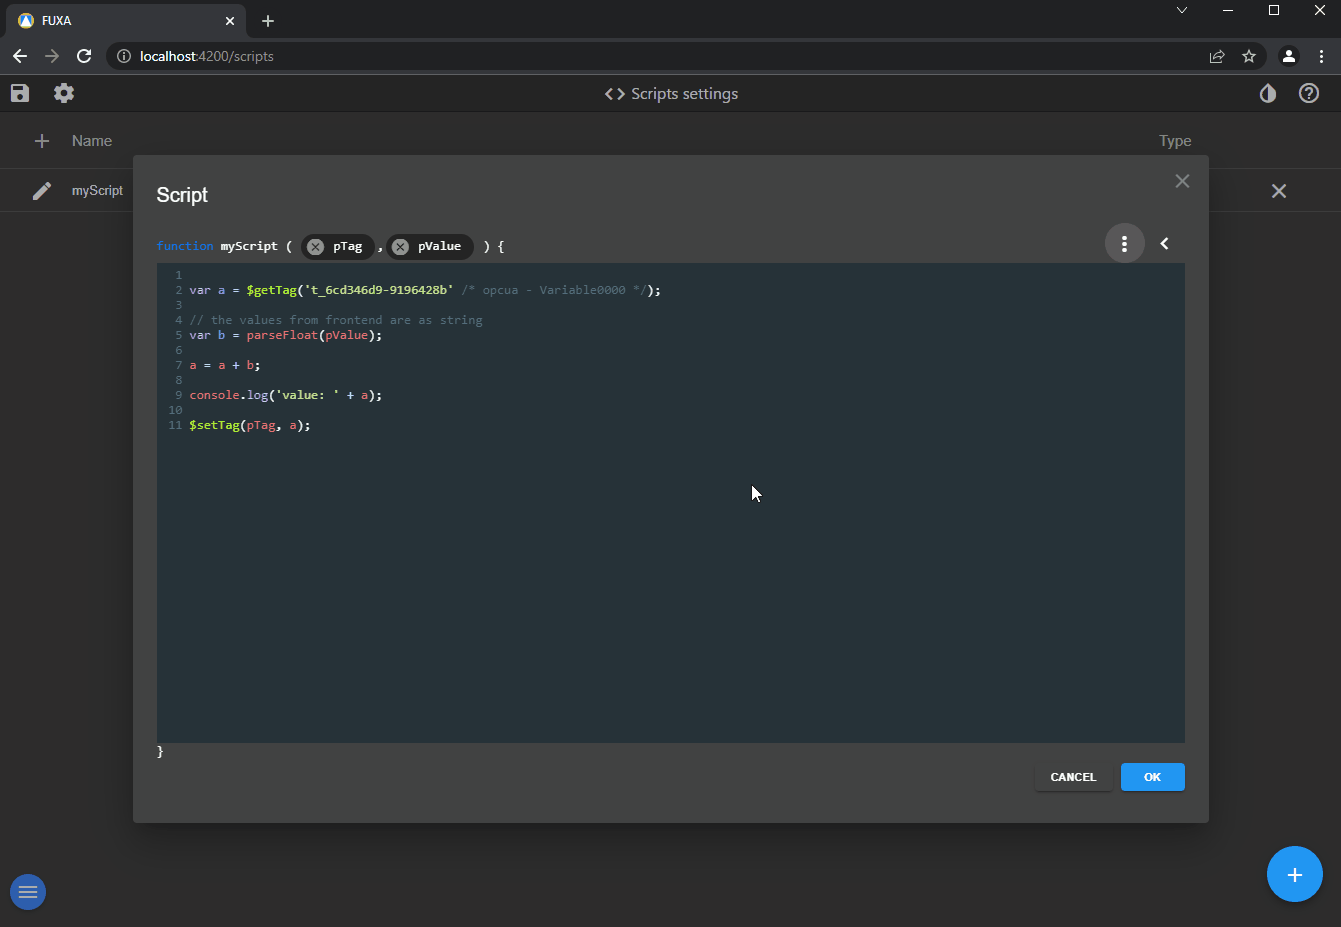 FUXA
localhost:4200/scripts
<> Scripts settings
Name Type
myScript
Script
function myScript ( pTag , pValue ) {
1
2 var a = $getTag('t_6cd346d9-9196428b' /* opcua - Variable0000 */);
3
4 // the values from frontend are as string
5 var b = parseFloat(pValue);
6
7 a = a + b;
8
9 console.log('value: ' + a);
10
11 $setTag(pTag, a);
}
CANCEL OK